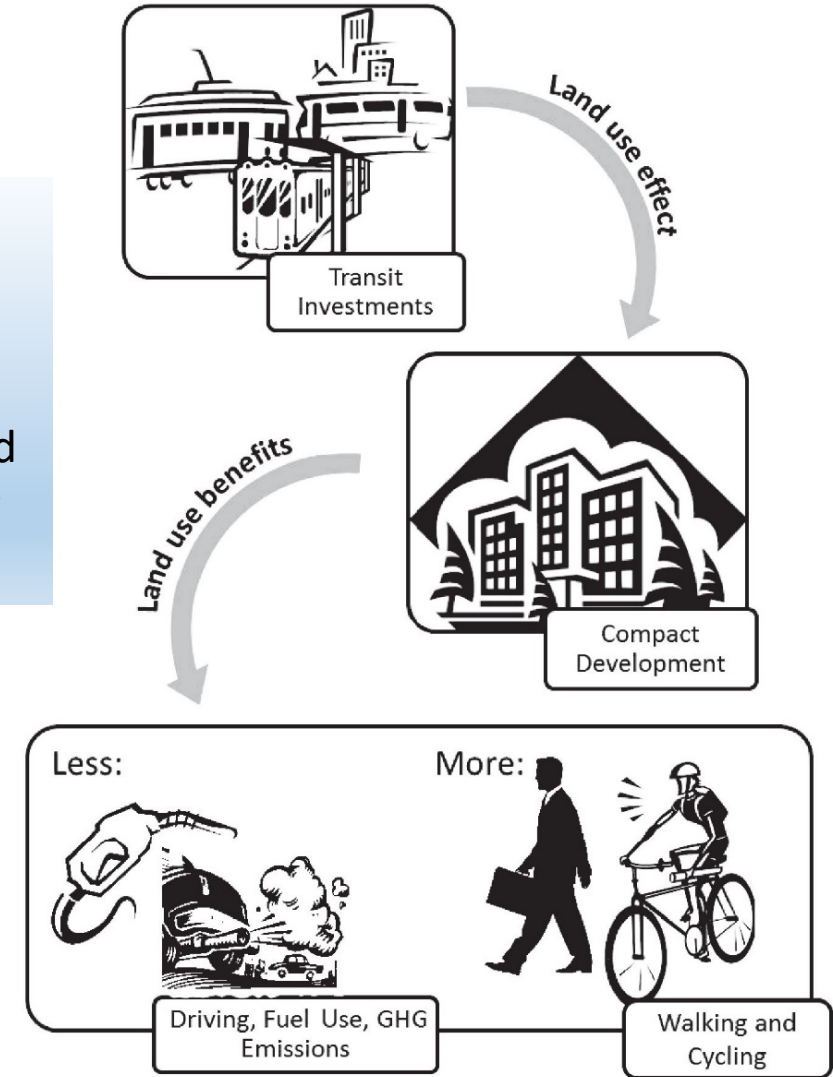 Land use effect
Transit
Investments
Land use benefits
Compact
Development
Less:
More:
Driving, Fuel Use, GHG
Emissions
Walking and
Cycling